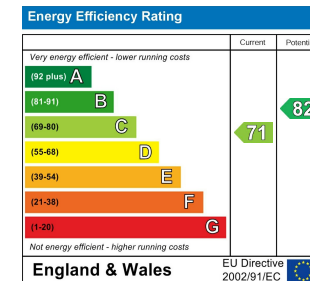 Energy Efficiency Rating
Current Potenti
Very energy efficient - lower running costs
(92 plus) A
(81-91) B
82
(69-80) C
71
(55-68) D
(39-54) E
(21-38) F
(1-20) G
Not energy efficient - higher running costs
England & Wales
EU Directive
2002/91/EC